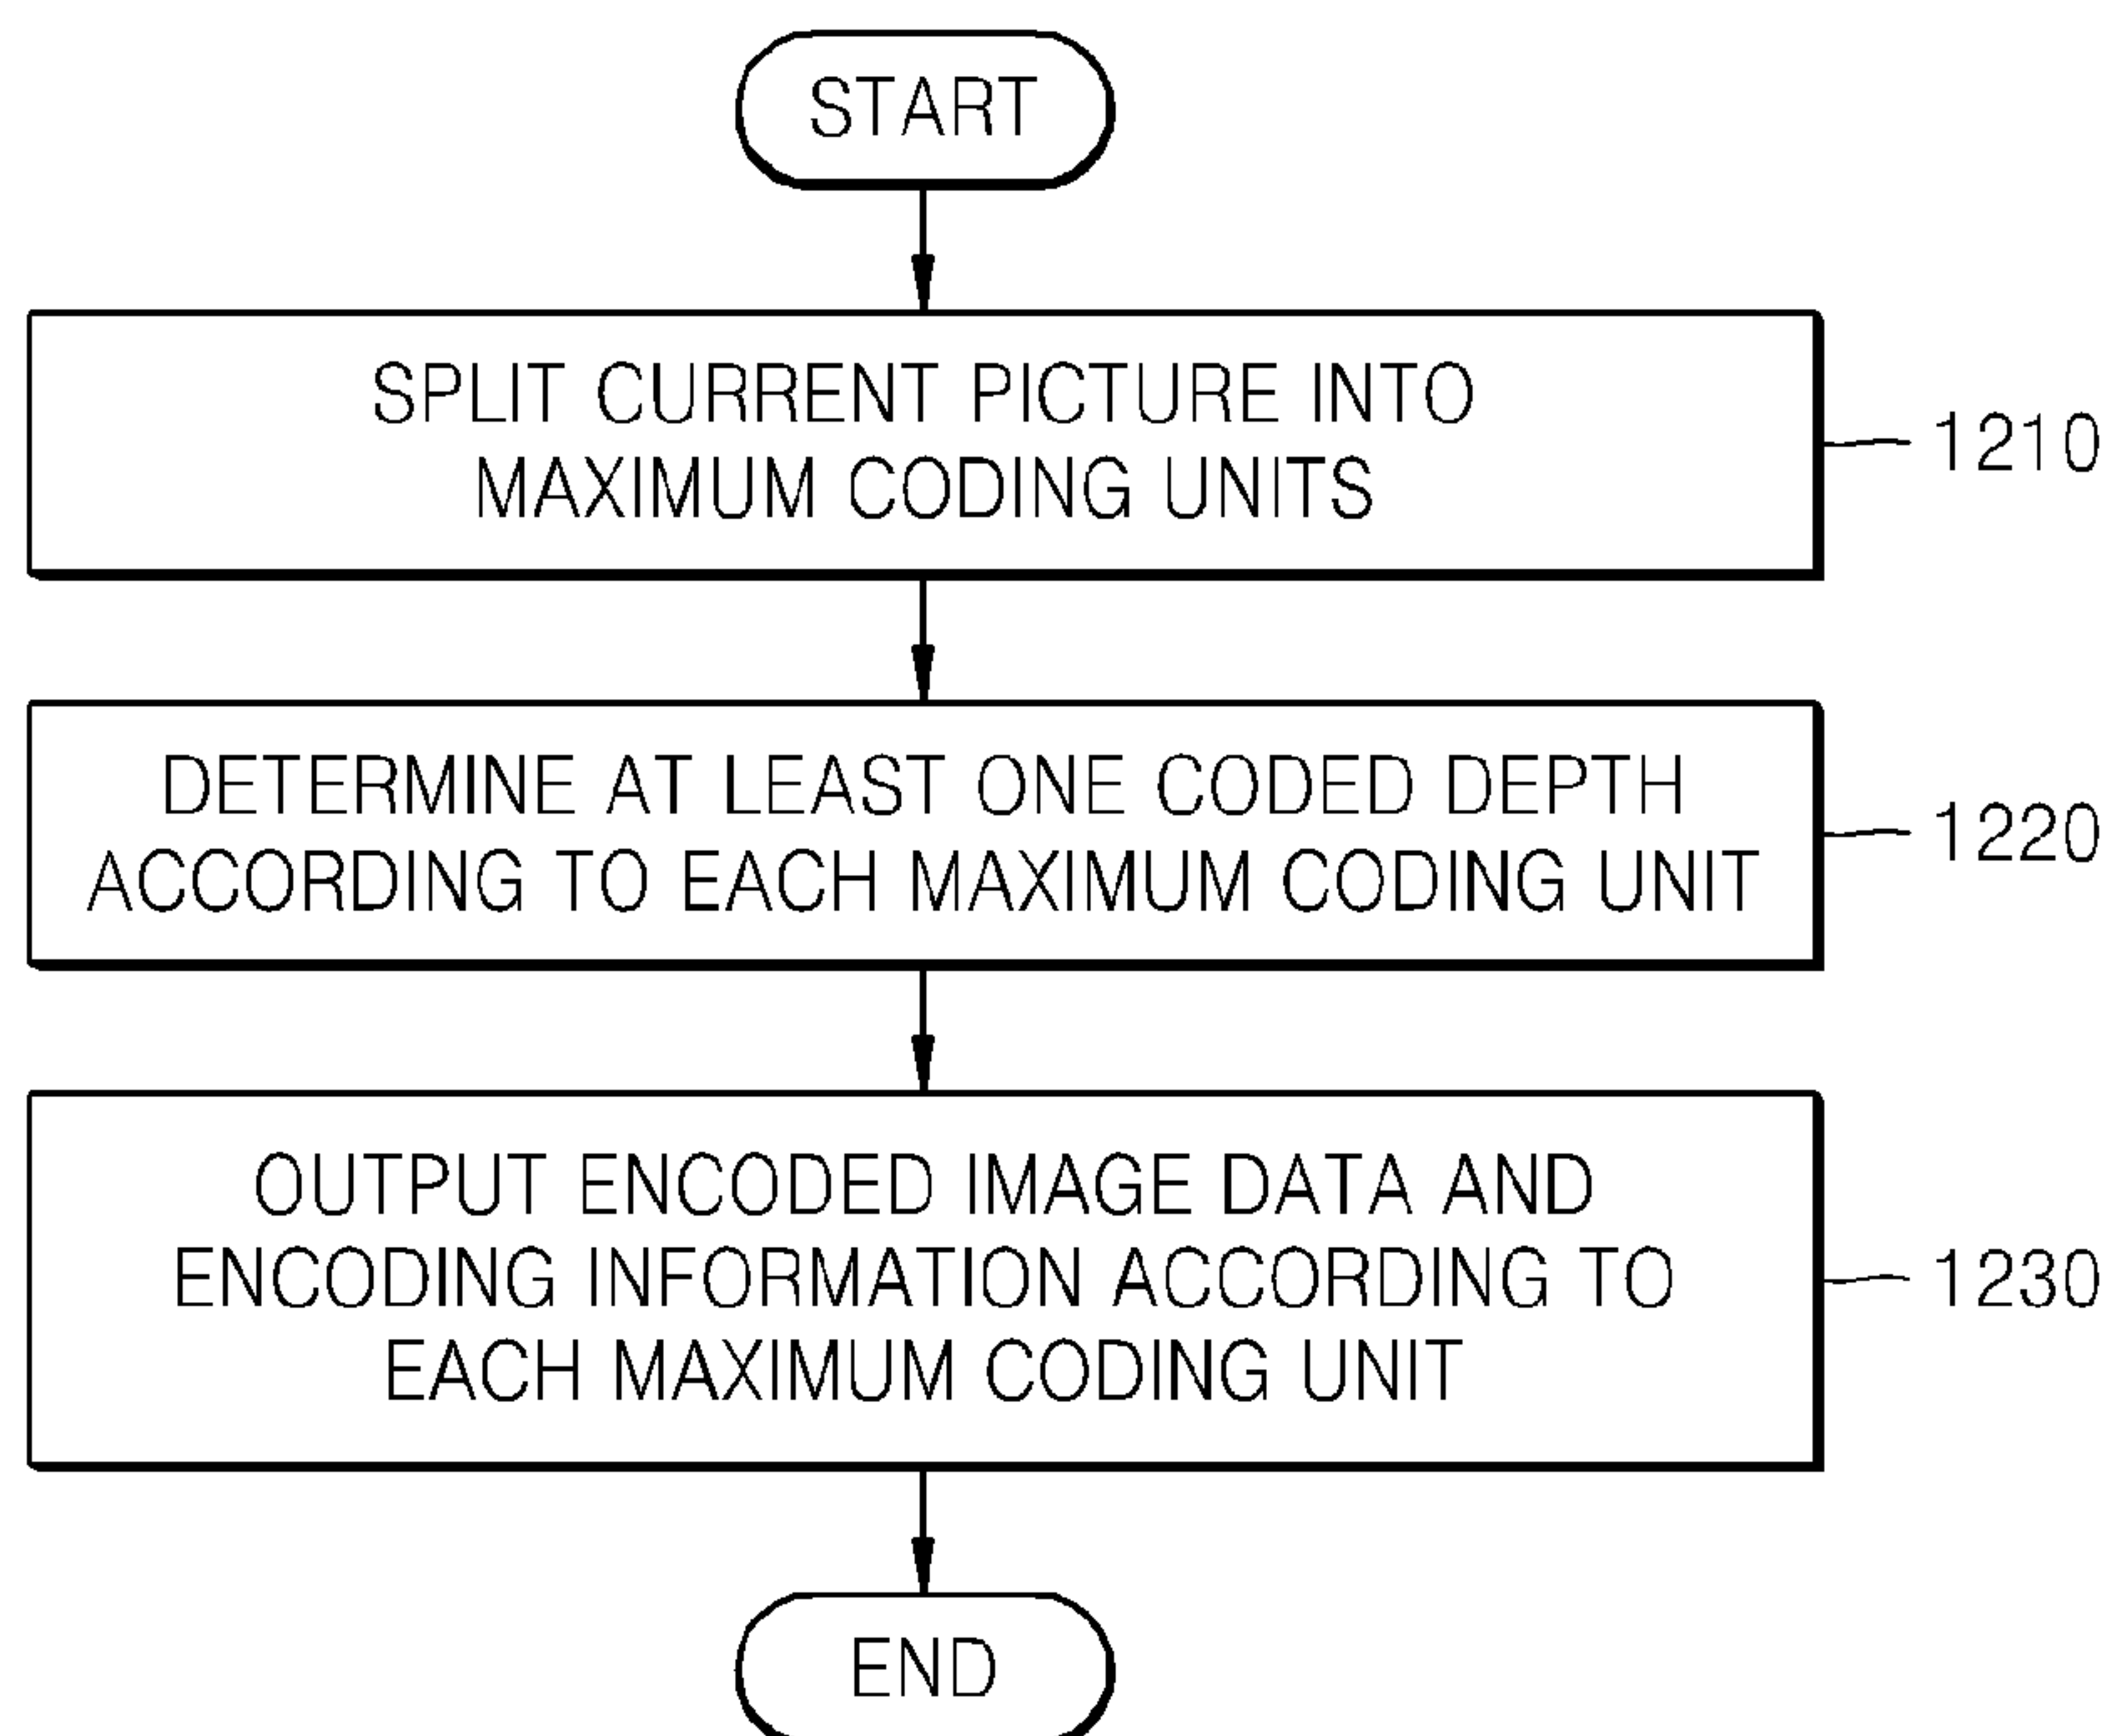 START
SPLIT CURRENT PICTURE INTO
MAXIMUM CODING UNITS
1210
DETERMINE AT LEAST ONE CODED DEPTH
ACCORDING TO EACH MAXIMUM CODING UNIT
1220
OUTPUT ENCODED IMAGE DATA AND
ENCODING INFORMATION ACCORDING TO
EACH MAXIMUM CODING UNIT
1230
END